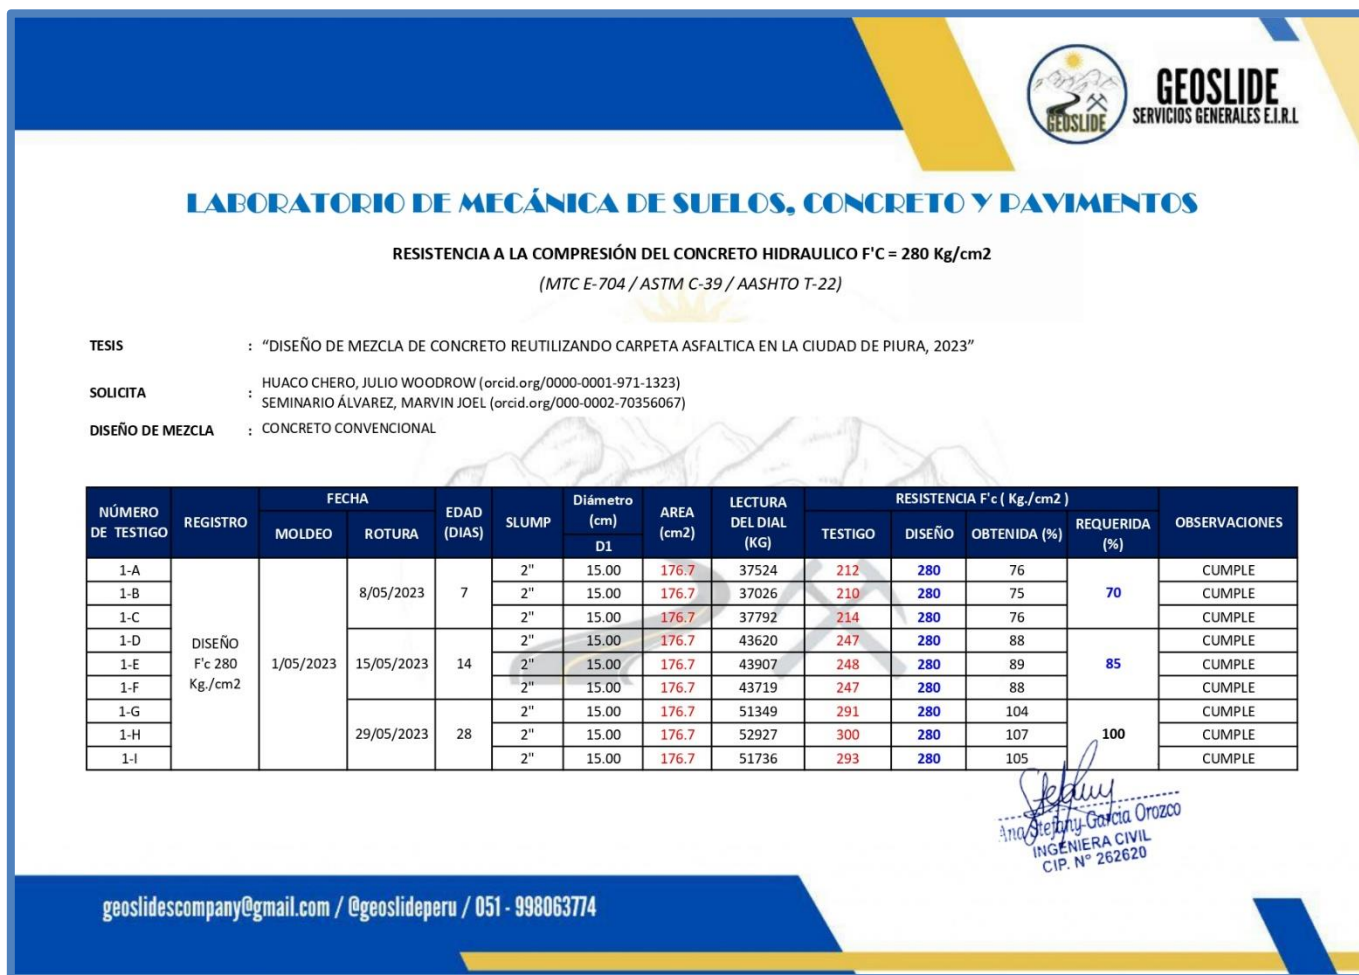 GEOSLIDE
GEOSLIDE
SERVICIOS GENERALES E.I.R.L
LABORATORIO DE MECÁNICA DE SUELOS, CONCRETO Y PAVIMENTOS
RESISTENCIA A LA COMPRESIÓN DEL CONCRETO HIDRAULICO F'C = 280 Kg/cm2
(MTC E-704 / ASTM C-39 / AASHTO T-22)
TESIS : "DISEÑO DE MEZCLA DE CONCRETO REUTILIZANDO CARPETA ASFALTICA EN LA CIUDAD DE PIURA, 2023"
SOLICITA : HUACO CHERO, JULIO WOODROW (orcid.org/0000-0001-971-1323)
SEMINARIO ÁLVAREZ, MARVIN JOEL (orcid.org/000-0002-70356067)
DISEÑO DE MEZCLA : CONCRETO CONVENCIONAL
NÚMERO DE TESTIGO REGISTRO FECHA EDAD (DIAS) SLUMP Diámetro (cm) AREA (cm2) LECTURA DEL DIAL (KG) RESISTENCIA F'c ( Kg./cm2 ) OBSERVACIONES
MOLDEO ROTURA D1 TESTIGO DISEÑO OBTENIDA (%) REQUERIDA (%)
1-A 2" 15.00 176.7 37524 212 280 76 CUMPLE
1-B 8/05/2023 7 2" 15.00 176.7 37026 210 280 75 70 CUMPLE
1-C 2" 15.00 176.7 37792 214 280 76 CUMPLE
1-D DISEÑO 2" 15.00 176.7 43620 247 280 88 CUMPLE
1-E F'c 280 1/05/2023 15/05/2023 14 2" 15.00 176.7 43907 248 280 89 85 CUMPLE
1-F Kg./cm2 2" 15.00 176.7 43719 247 280 88 CUMPLE
1-G 2" 15.00 176.7 51349 291 280 104 CUMPLE
1-H 29/05/2023 28 2" 15.00 176.7 52927 300 280 107 100 CUMPLE
1-I 2" 15.00 176.7 51736 293 280 105 CUMPLE
Ana Stefany Garcia Orozco
INGENIERA CIVIL
CIP. N° 262620
geoslidescompany@gmail.com / @geoslideperu / 051 - 998063774